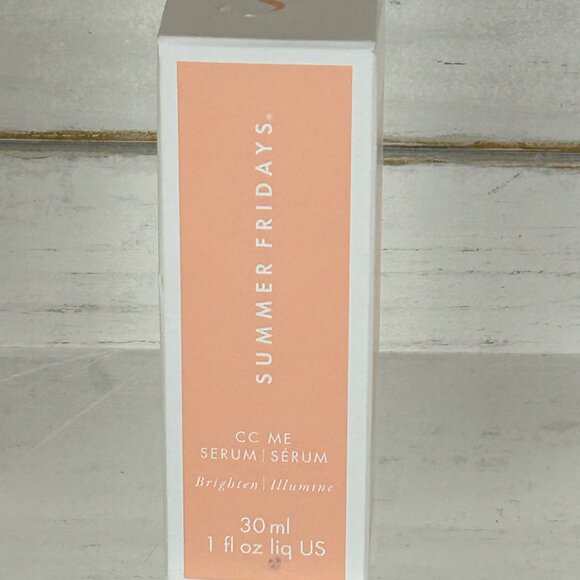 SUMMER FRIDAYS®
CC ME
SERUM | SÉRUM
Brighten | Illumine
30 ml
1 fl oz liq US